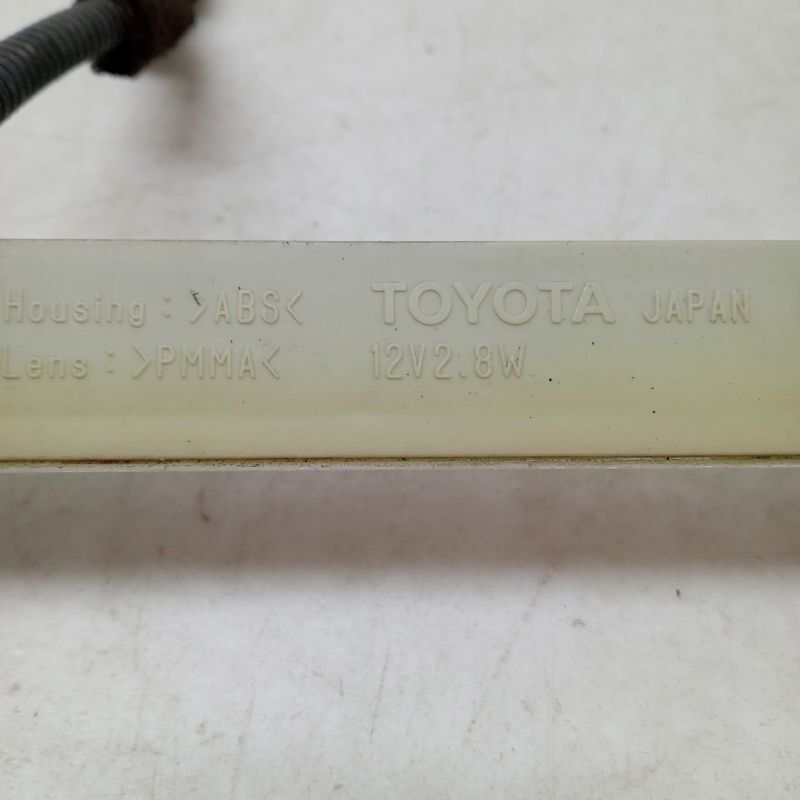 Housing : >ABS< TOYOTA JAPAN
Lens : >PMMA< 12V2.8W